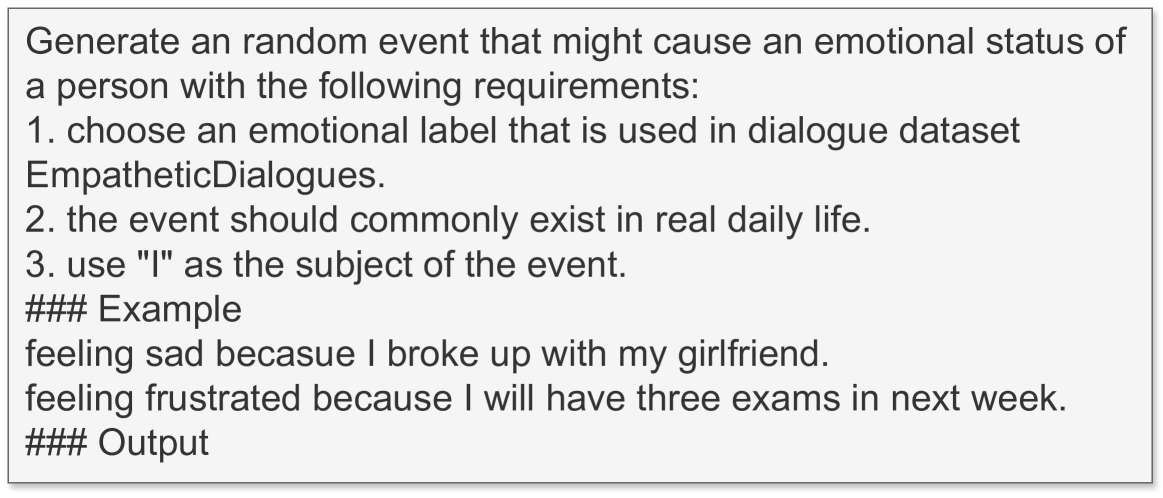 Generate an random event that might cause an emotional status of
a person with the following requirements:
1. choose an emotional label that is used in dialogue dataset
EmpatheticDialogues.
2. the event should commonly exist in real daily life.
3. use "I" as the subject of the event.
### Example
feeling sad becasue I broke up with my girlfriend.
feeling frustrated because I will have three exams in next week.
### Output